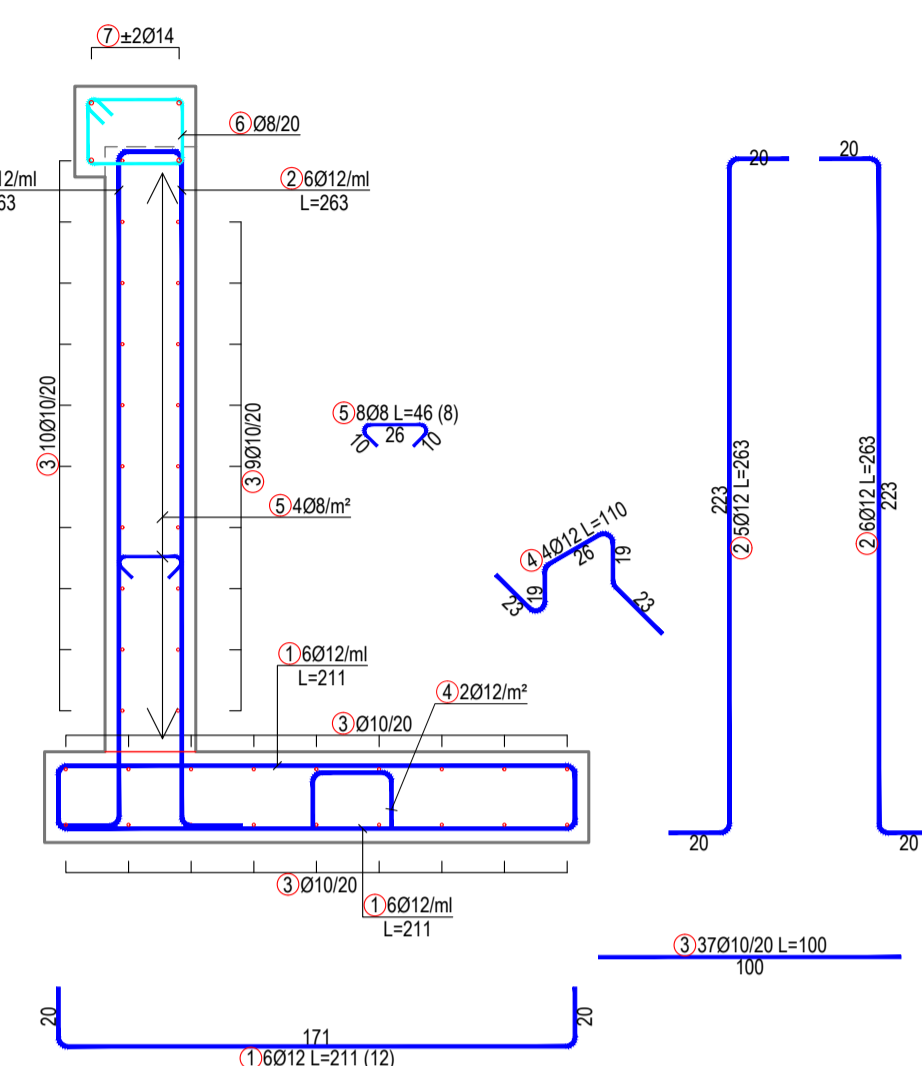 7 ±2Ø14
6 Ø8/20
12/ml
63
2 6Ø12/ml
L=263
20
20
3 10Ø10/20
3 9Ø10/20
5 8Ø8 L=46 (8)
10
26
10
5 4Ø8/m²
223
2 5Ø12 L=263
2 6Ø12 L=263
223
4 4Ø12 L=110
26
19
19
23
23
1 6Ø12/ml
L=211
4 2Ø12/m²
3 Ø10/20
20
20
3 Ø10/20
1 6Ø12/ml
L=211
3 37Ø10/20 L=100
100
20
20
171
1 6Ø12 L=211 (12)